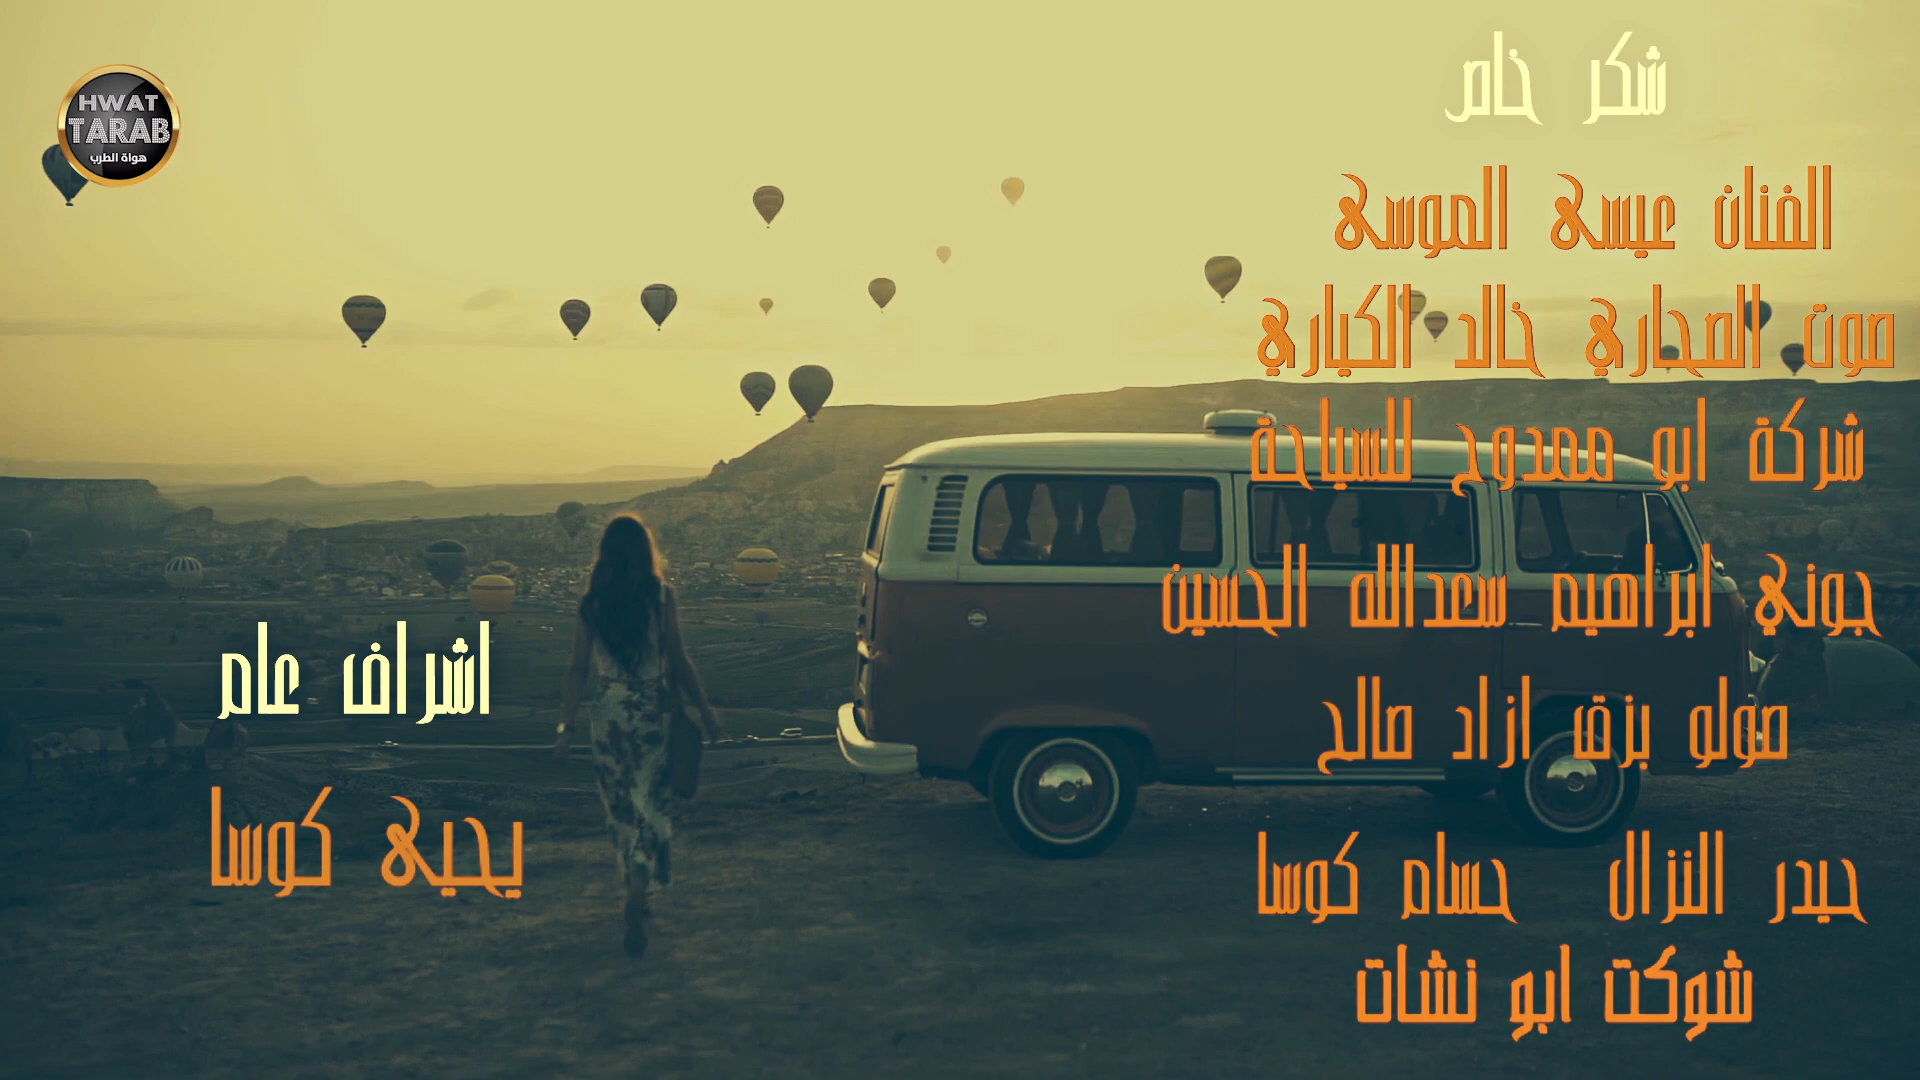 HWAT
TARAB
هواة الطرب
شكر خاص
الفنان عيسى الموسى
صوت الصحاري خالد الكياري
شركة ابو ممدوح للسياحة
جوني ابراهيم سعدالله الحسين
صولو بزق ازاد صالح
حيدر النزال حسام كوسا
شوكت ابو نشات
اشراف عام
يحيى كوسا